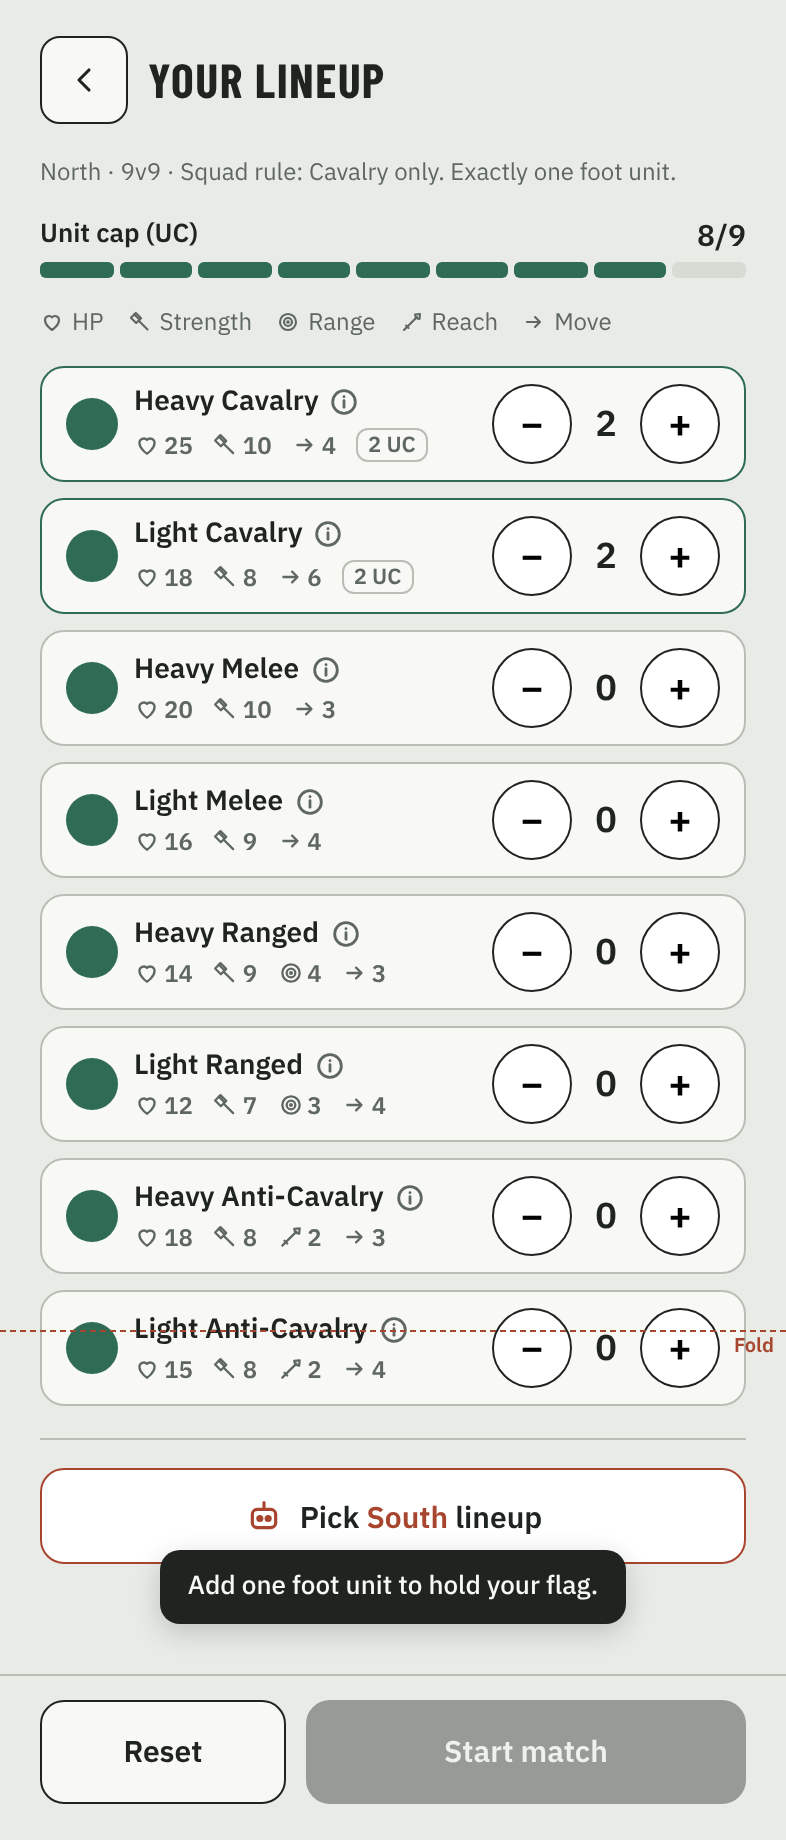 YOUR LINEUP
North · 9v9 · Squad rule: Cavalry only. Exactly one foot unit.
Unit cap (UC) 8/9
HP Strength Range Reach Move
Heavy Cavalry
25 10 4 2 UC
− 2 +
Light Cavalry
18 8 6 2 UC
− 2 +
Heavy Melee
20 10 3
− 0 +
Light Melee
16 9 4
− 0 +
Heavy Ranged
14 9 4 3
− 0 +
Light Ranged
12 7 3 4
− 0 +
Heavy Anti-Cavalry
18 8 2 3
− 0 +
Light Anti-Cavalry
15 8 2 4
− 0 +
Fold
Pick South lineup
Add one foot unit to hold your flag.
Reset Start match